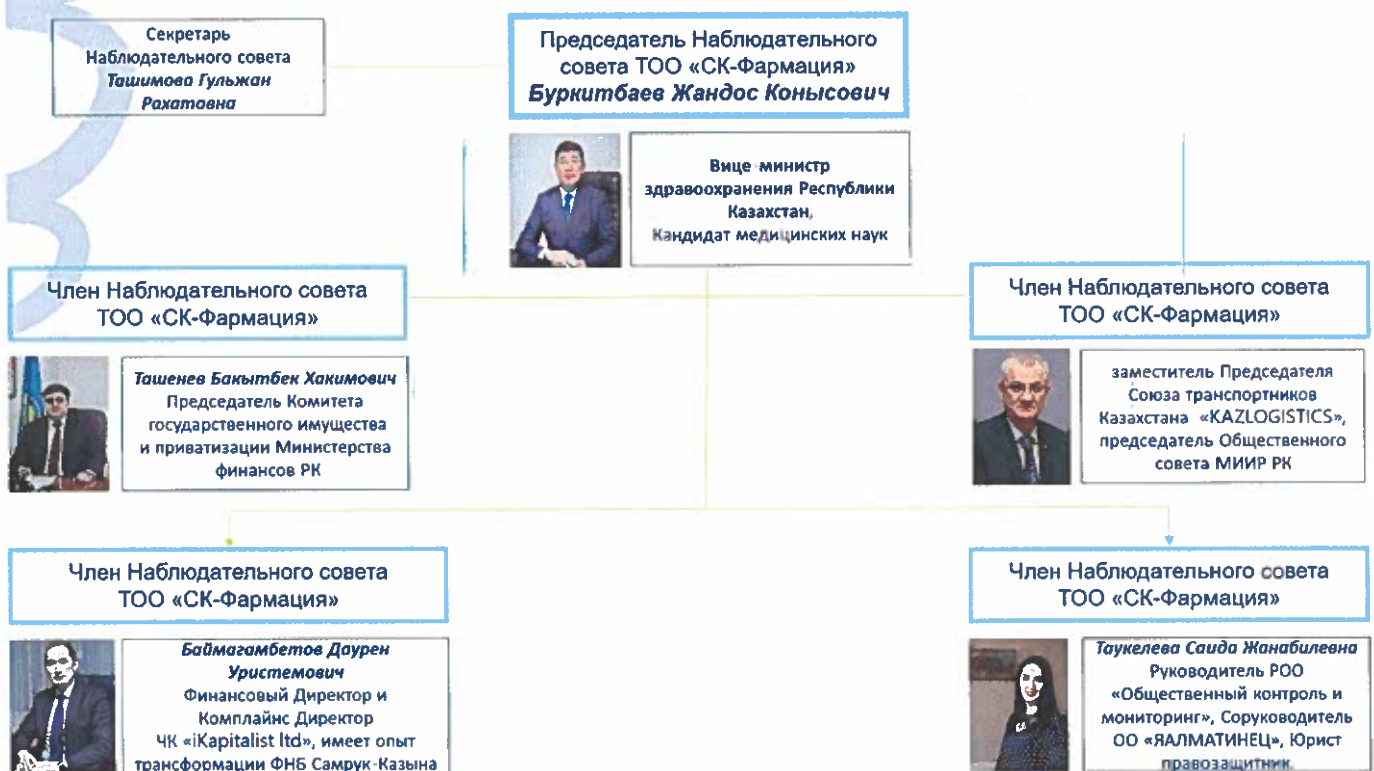 Секретарь
Наблюдательного совета
Ташимова Гульжан
Рахатовна
Председатель Наблюдательного
совета ТОО «СК-Фармация»
Буркитбаев Жандос Конысович
Вице министр
здравоохранения Республики
Казахстан,
Кандидат медицинских наук
Член Наблюдательного совета
ТОО «СК-Фармация»
Ташенев Бакытбек Хакимович
Председатель Комитета
государственного имущества
и приватизации Министерства
финансов РК
Член Наблюдательного совета
ТОО «СК-Фармация»
заместитель Председателя
Союза транспортников
Казахстана «KAZLOGISTICS»,
председатель Общественного
совета МИИР РК
Член Наблюдательного совета
ТОО «СК-Фармация»
Баймагамбетов Даурен
Уристемович
Финансовый Директор и
Комплайнс Директор
ЧК «iKapitalist ltd», имеет опыт
трансформации ФНБ Самрук-Казына
Член Наблюдательного совета
ТОО «СК-Фармация»
Таукелева Саида Жанабилевна
Руководитель РОО
«Общественный контроль и
мониторинг», Соруководитель
ОО «ЯАЛМАТИНЕЦ», Юрист
правозащитник